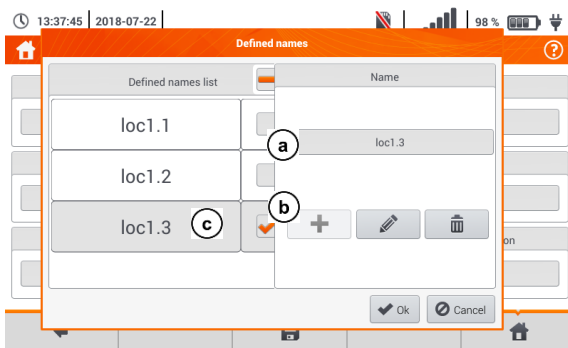 13:37:45 2018-07-22 98 %
Defined names
?
Defined names list Name
loc1.1
a
loc1.3
loc1.2
b
loc1.3 c
on
Ok Cancel